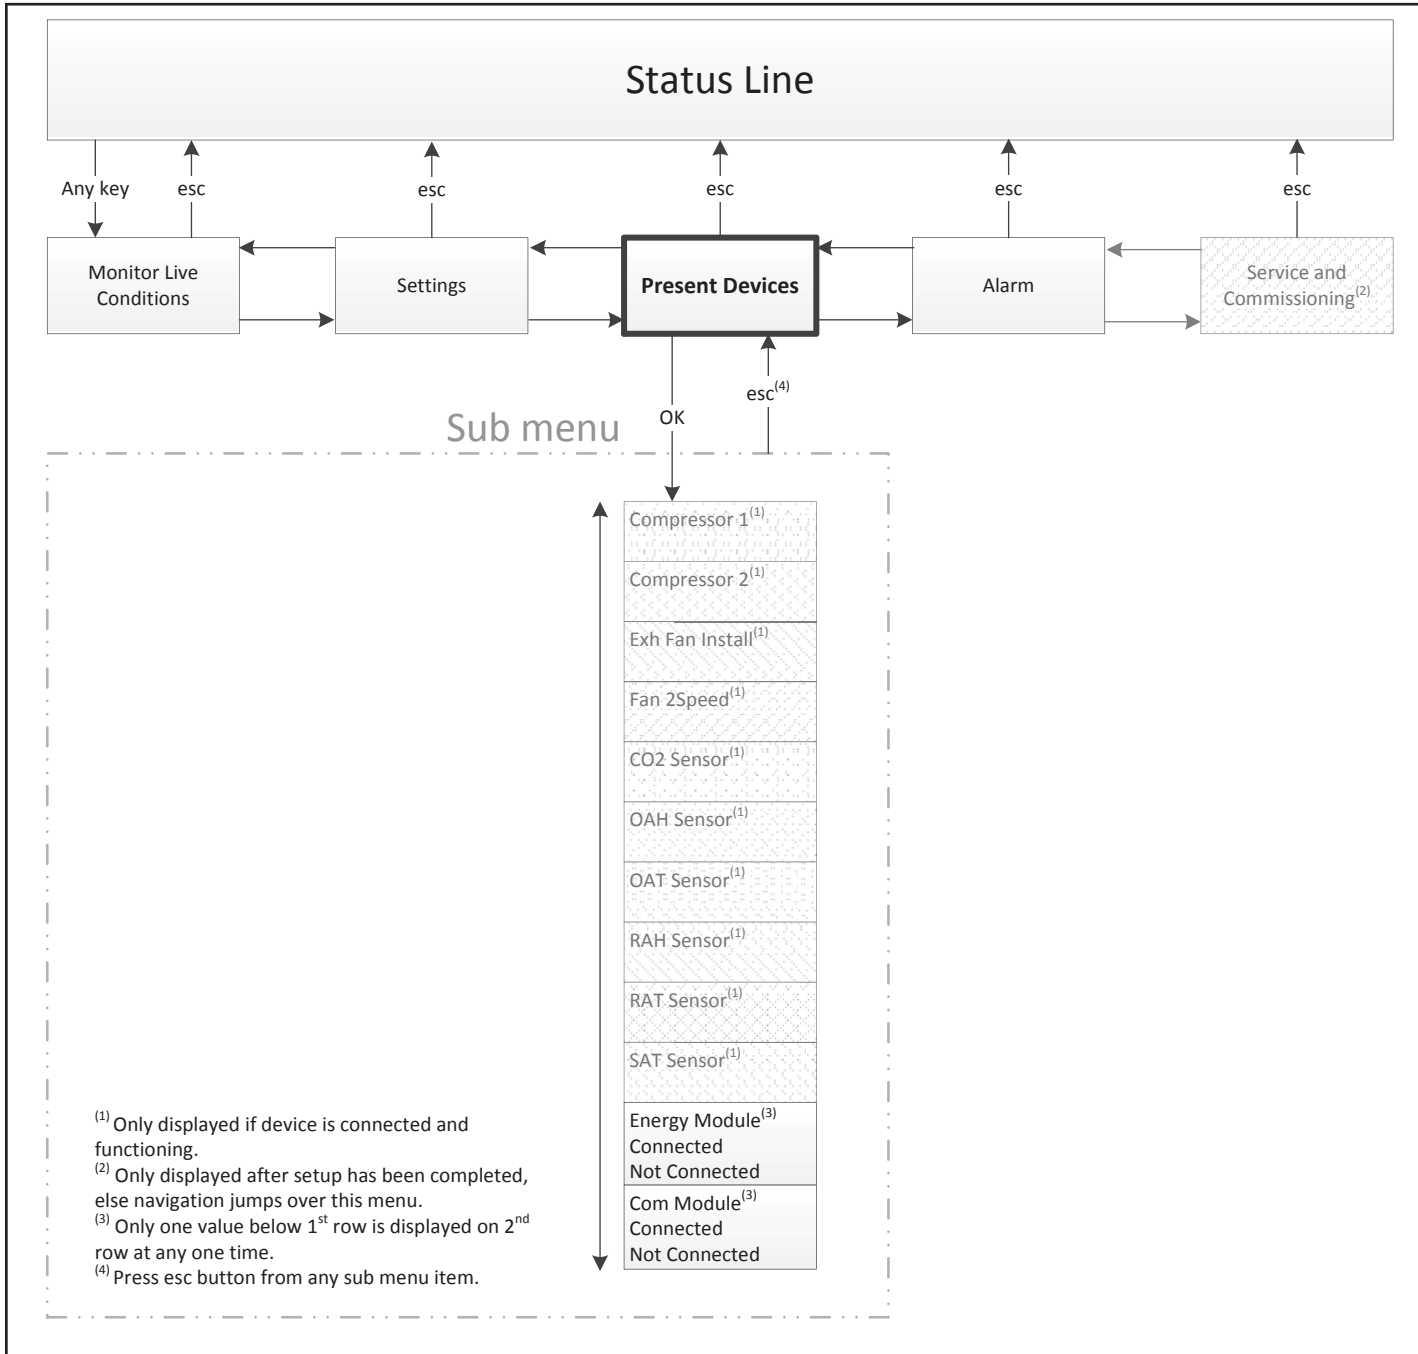 Status Line
Any key
esc
esc
esc
esc
esc
Monitor Live
Conditions
Settings
Present Devices
Alarm
Service and
Commissioning(2)
OK
esc(4)
Sub menu
Compressor 1(1)
Compressor 2(1)
Exh Fan Install(1)
Fan 2Speed(1)
CO2 Sensor(1)
OAH Sensor(1)
OAT Sensor(1)
RAH Sensor(1)
RAT Sensor(1)
SAT Sensor(1)
Energy Module(3)
Connected
Not Connected
Com Module(3)
Connected
Not Connected
(1) Only displayed if device is connected and
functioning.
(2) Only displayed after setup has been completed,
else navigation jumps over this menu.
(3) Only one value below 1st row is displayed on 2nd
row at any one time.
(4) Press esc button from any sub menu item.